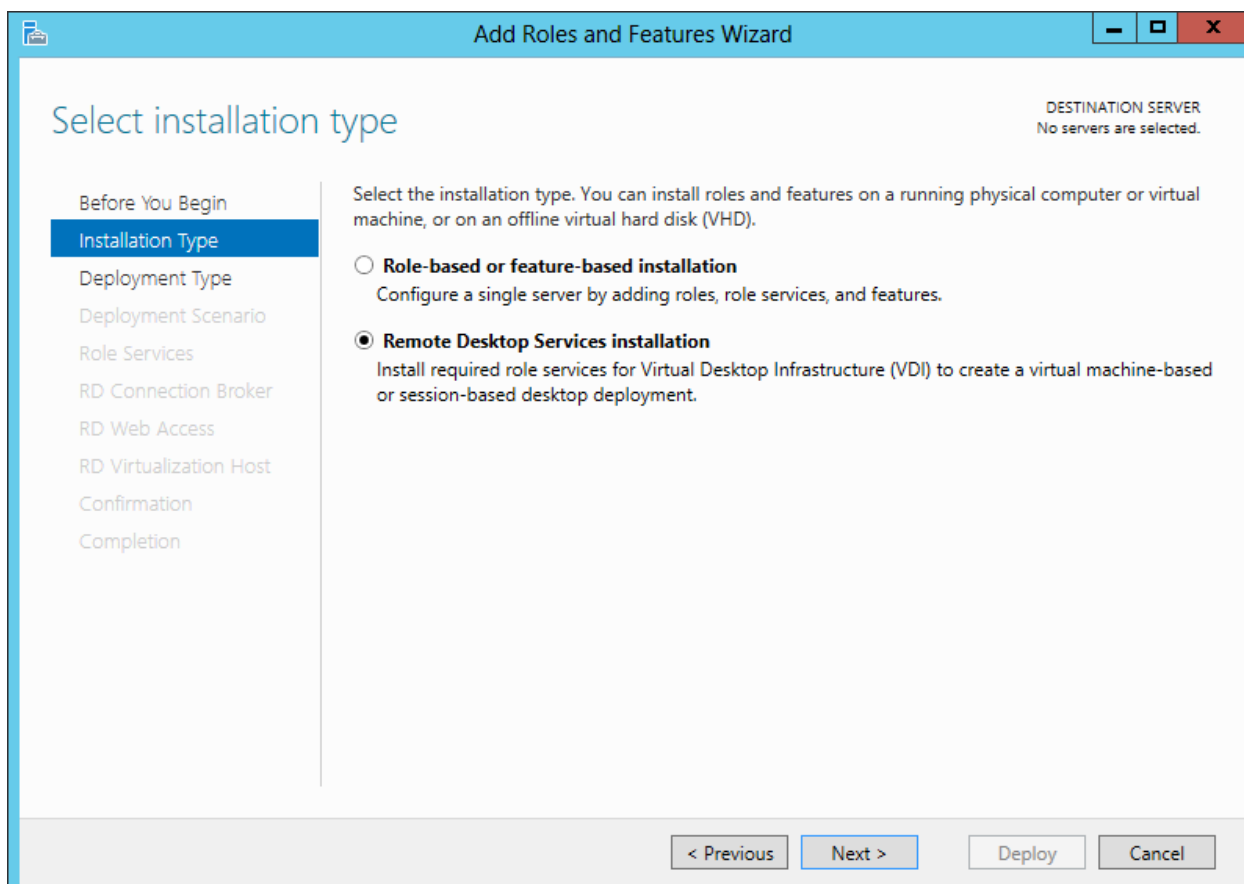 Add Roles and Features Wizard
Select installation type
DESTINATION SERVER
No servers are selected.
Before You Begin
Installation Type
Deployment Type
Deployment Scenario
Role Services
RD Connection Broker
RD Web Access
RD Virtualization Host
Confirmation
Completion
Select the installation type. You can install roles and features on a running physical computer or virtual
machine, or on an offline virtual hard disk (VHD).
Role-based or feature-based installation
Configure a single server by adding roles, role services, and features.
Remote Desktop Services installation
Install required role services for Virtual Desktop Infrastructure (VDI) to create a virtual machine-based
or session-based desktop deployment.
< Previous
Next >
Deploy
Cancel